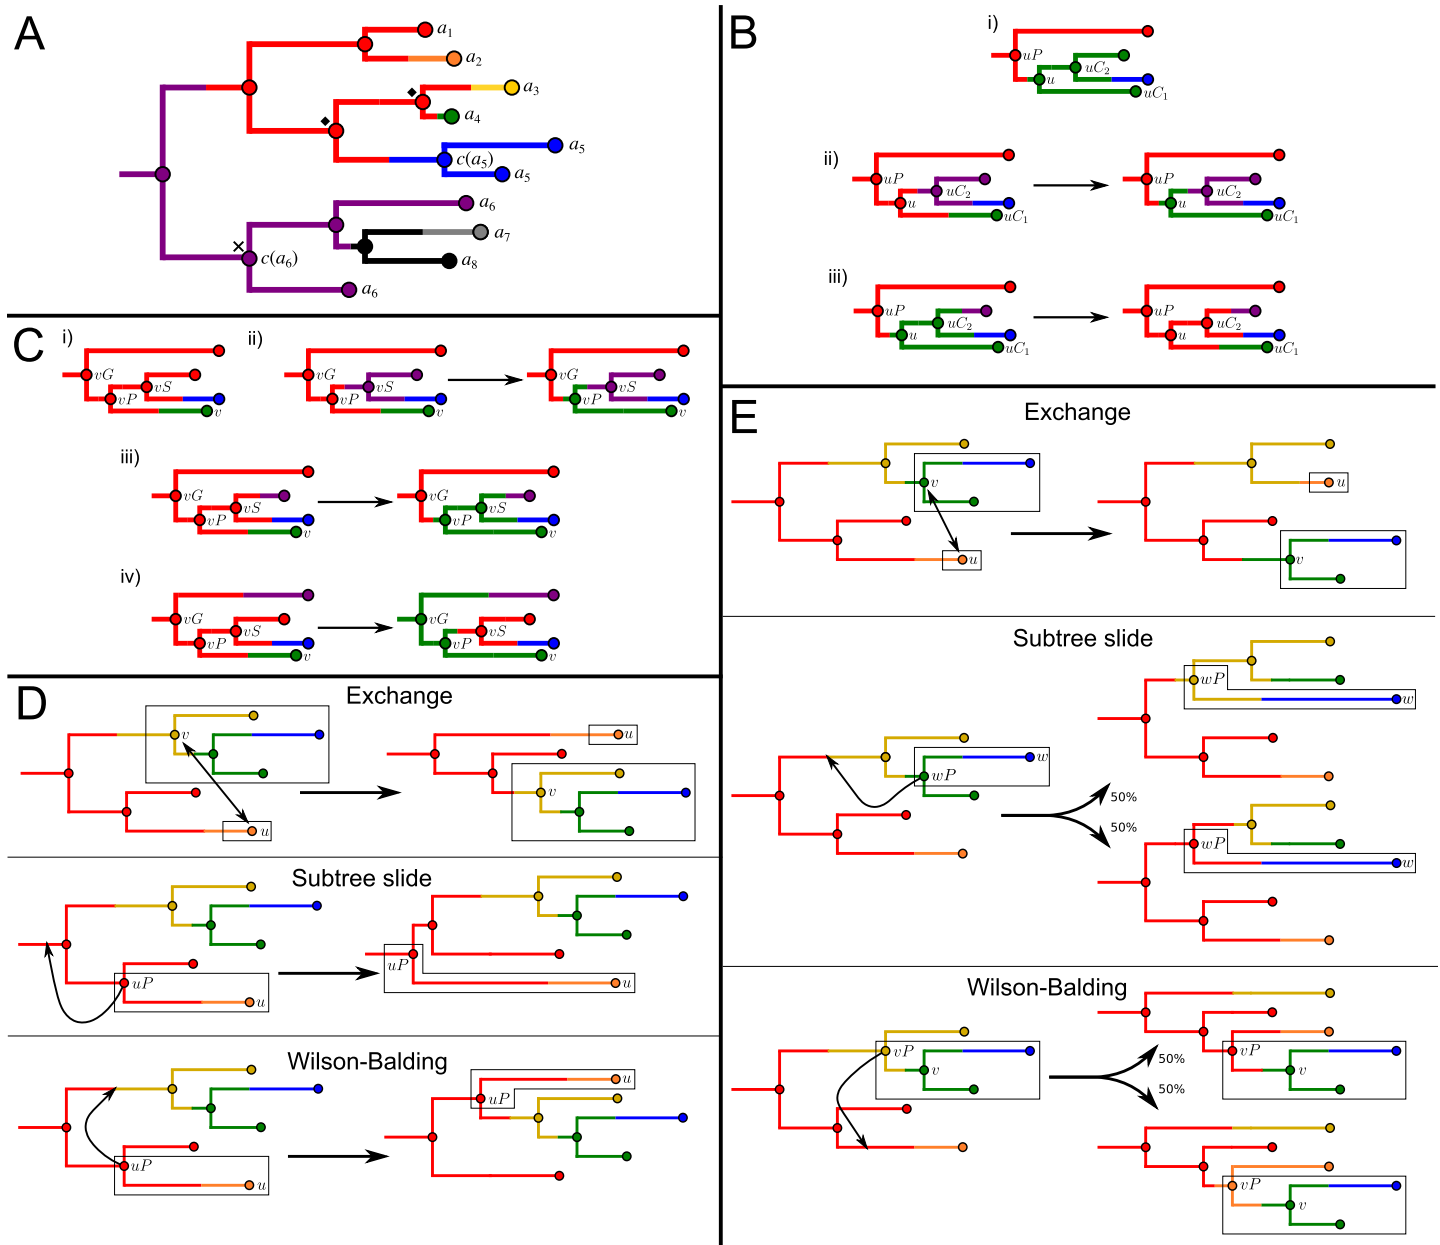 A
a₁
a₂
a₃
a₄
a₅
c(a₅)
a₅
a₆
a₇
c(a₆)
a₈
a₆
B
i)
uP
uC₂
u
uC₁
ii)
uP
uC₂
u
uC₁
uP
uC₂
u
uC₁
iii)
uP
uC₂
u
uC₁
uP
uC₂
u
uC₁
C
i)
vG
vS
vP
v
ii)
vG
vS
vP
v
vG
vS
vP
v
iii)
vG
vS
vP
v
vG
vS
vP
v
iv)
vG
vS
vP
v
vG
vS
vP
v
D
Exchange
v
u
u
v
Subtree slide
uP
u
uP
u
Wilson-Balding
uP
u
uP
u
E
Exchange
v
u
u
v
Subtree slide
wP
w
50%
50%
wP
w
wP
w
Wilson-Balding
vP
v
50%
50%
vP
v
vP
v